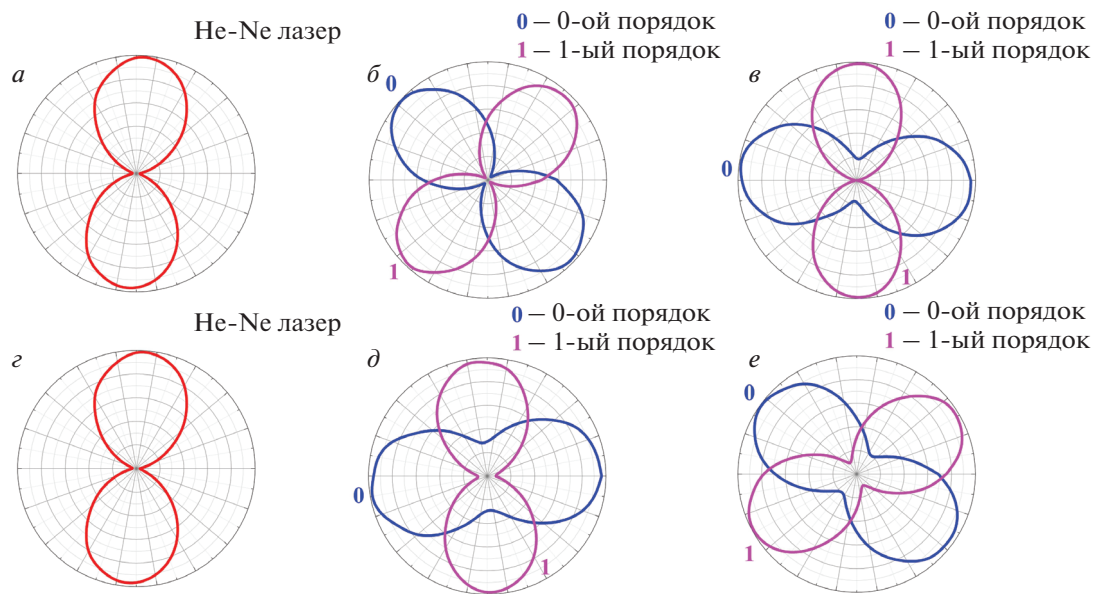 He-Ne лазер
0 – 0-ой порядок
1 – 1-ый порядок
0 – 0-ой порядок
1 – 1-ый порядок
а
б
в
0
0
1
1
He-Ne лазер
0 – 0-ой порядок
1 – 1-ый порядок
0 – 0-ой порядок
1 – 1-ый порядок
г
д
е
0
0
1
1